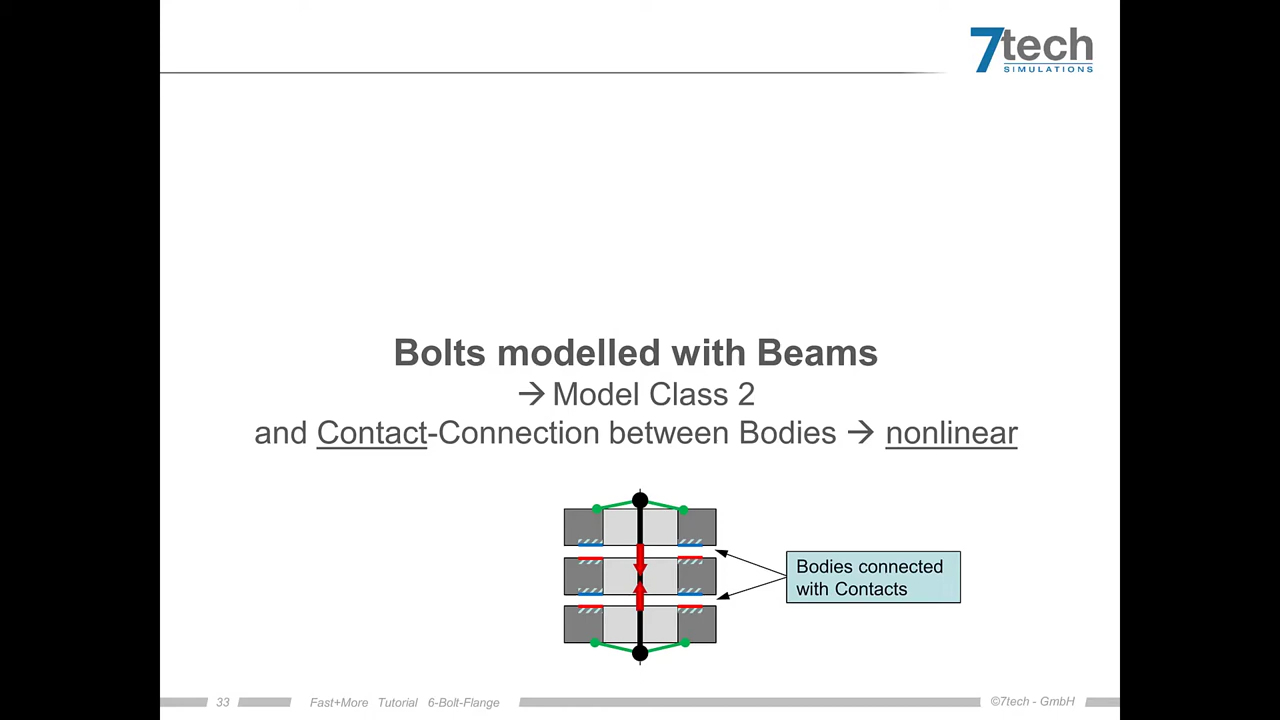 7tech
SIMULATIONS
Bolts modelled with Beams
→ Model Class 2
and Contact-Connection between Bodies → nonlinear
Bodies connected
with Contacts
33 Fast+More Tutorial 6-Bolt-Flange ©7tech - GmbH